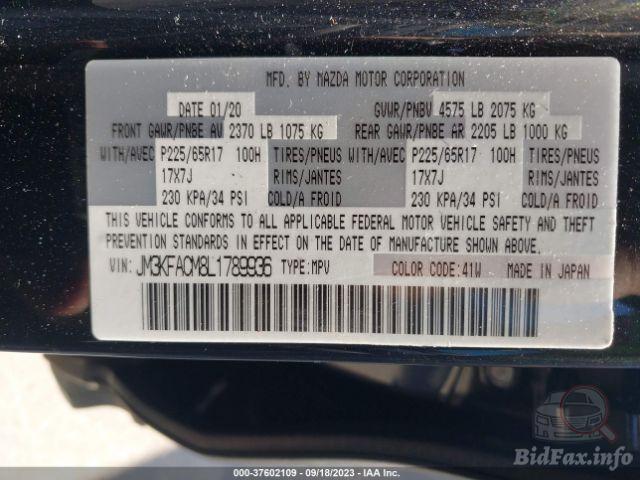 MFD. BY MAZDA MOTOR CORPORATION
DATE 01/20 GVWR/PNBV 4575 LB 2075 KG
FRONT GAWR/PNBE AV 2370 LB 1075 KG REAR GAWR/PNBE AR 2205 LB 1000 KG
WITH/AVEC P225/65R17 100H TIRES/PNEUS WITH/AVEC P225/65R17 100H TIRES/PNEUS
17X7J RIMS/JANTES 17X7J RIMS/JANTES
230 KPA/34 PSI COLD/A FROID 230 KPA/34 PSI COLD/A FROID
THIS VEHICLE CONFORMS TO ALL APPLICABLE FEDERAL MOTOR VEHICLE SAFETY AND THEFT
PREVENTION STANDARDS IN EFFECT ON THE DATE OF MANUFACTURE SHOWN ABOVE.
VIN: JM3KFACM8L1789936 TYPE:MPV COLOR CODE:41W MADE IN JAPAN
BidFax.info
000-37602109 - 09/18/2023 - IAA Inc.